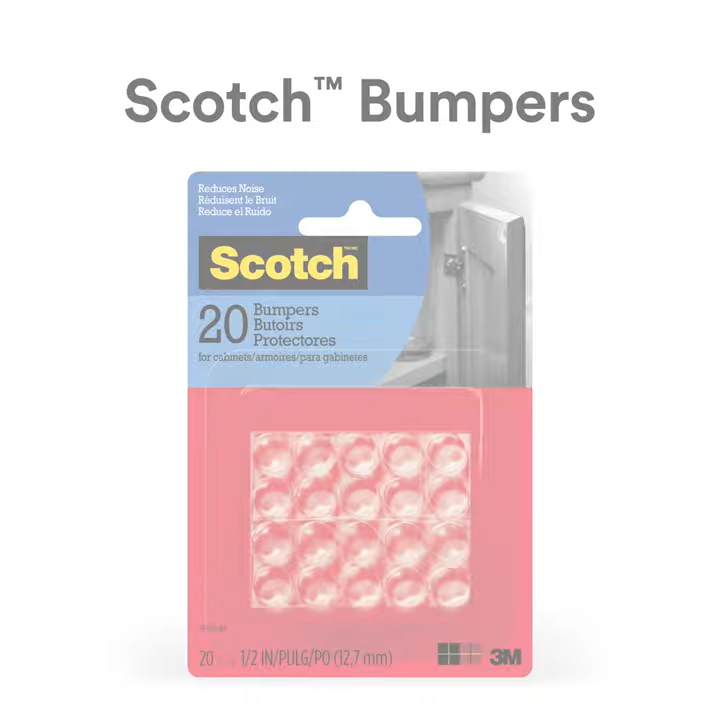 Scotch™ Bumpers
Reduces Noise
Réduisent le Bruit
Reduce el Ruido
Scotch
20 Bumpers
Butoirs
Protectores
for cabinets/armoires/para gabinetes
20
1/2 IN/PULG/PO (12,7 mm)
3M